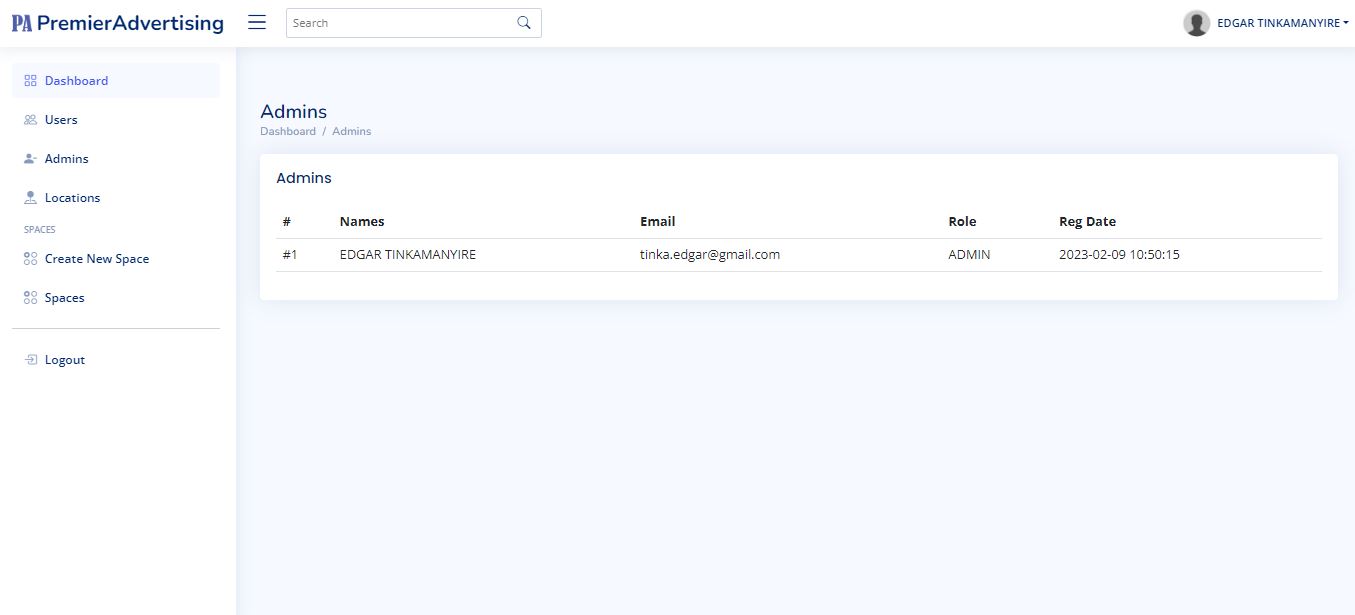 PA PremierAdvertising
Search
EDGAR TINKAMANYIRE
Dashboard
Users
Admins
Locations
SPACES
Create New Space
Spaces
Logout
Admins
Dashboard / Admins
Admins
# Names Email Role Reg Date
#1 EDGAR TINKAMANYIRE tinka.edgar@gmail.com ADMIN 2023-02-09 10:50:15